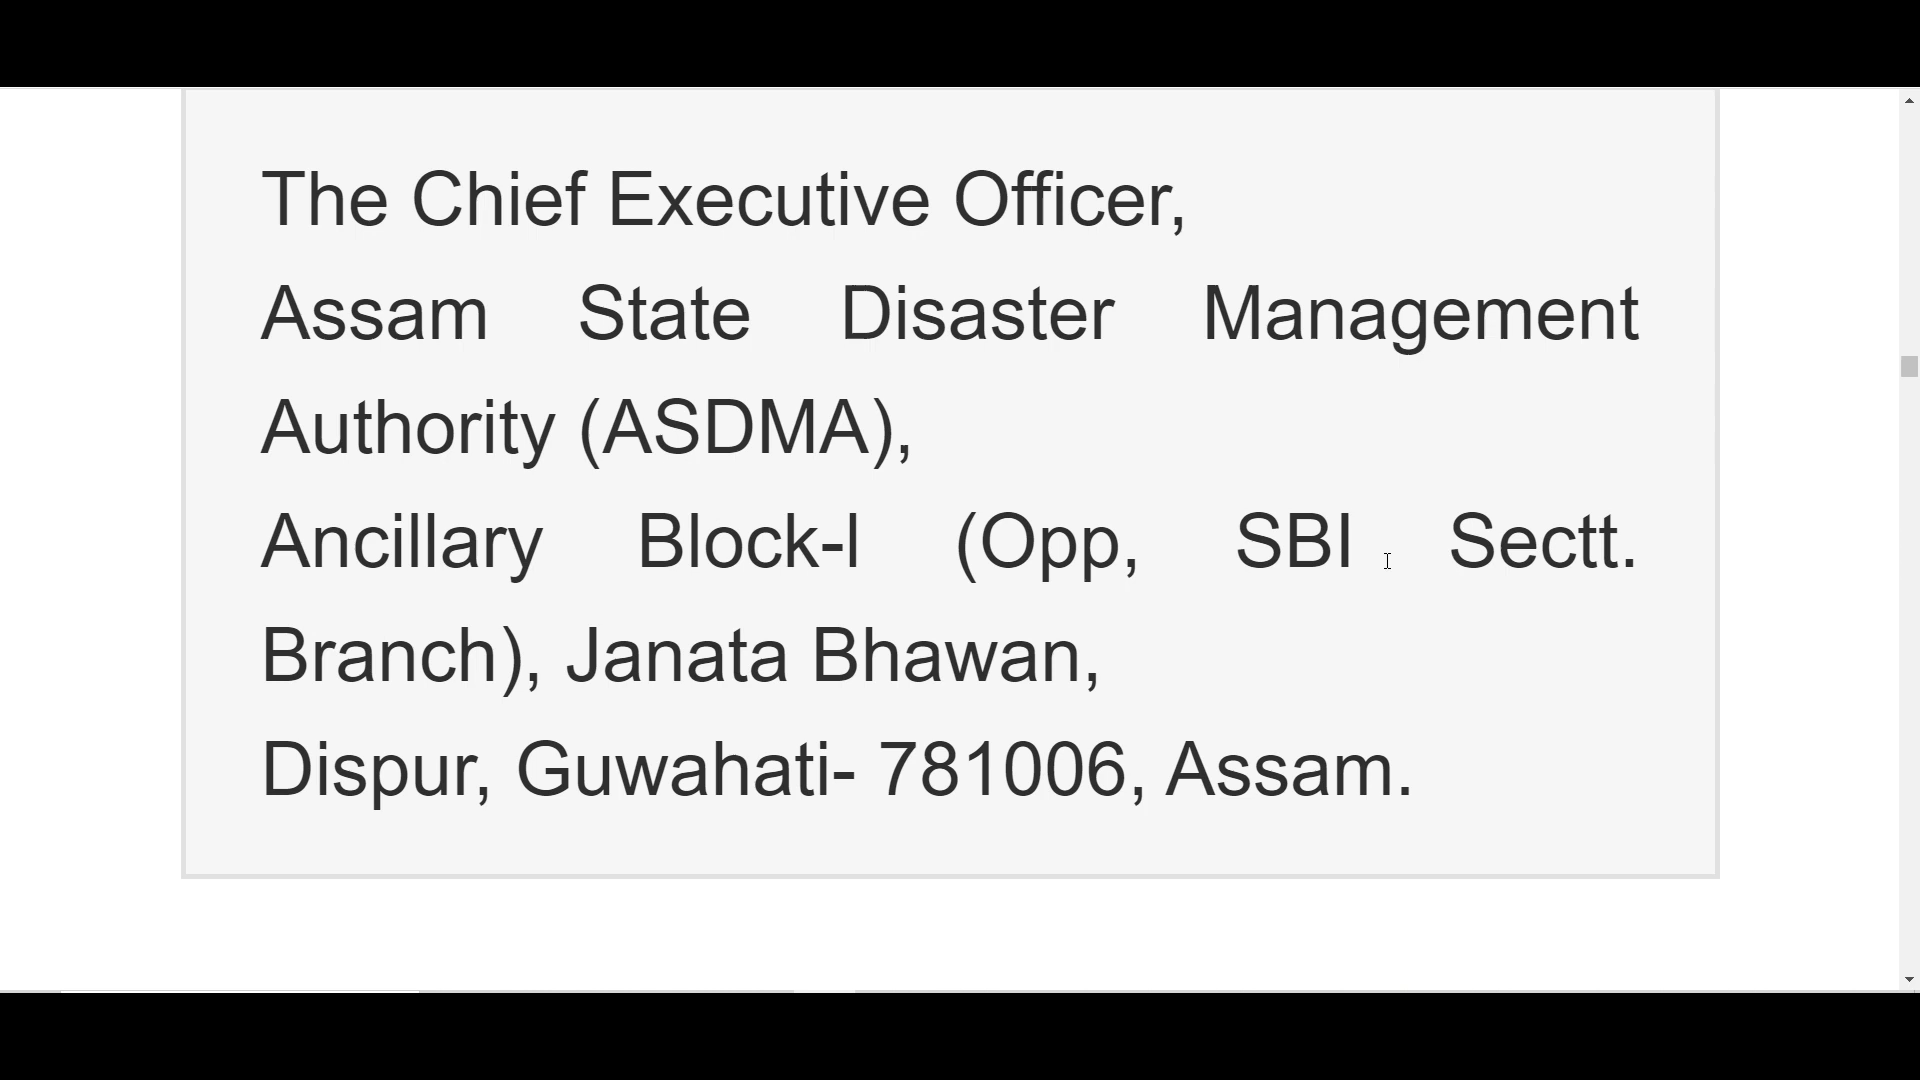 The Chief Executive Officer,
Assam State Disaster Management
Authority (ASDMA),
Ancillary Block-l (Opp, SBI Sectt.
Branch), Janata Bhawan,
Dispur, Guwahati- 781006, Assam.